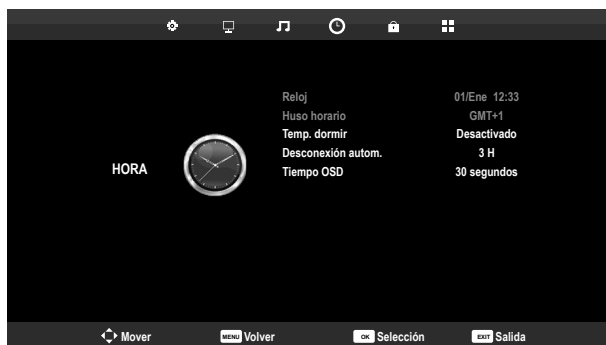 Reloj 01/Ene 12:33
Huso horario GMT+1
Temp. dormir Desactivado
Desconexión autom. 3 H
HORA
Tiempo OSD 30 segundos
Mover MENU Volver OK Selección EXIT Salida